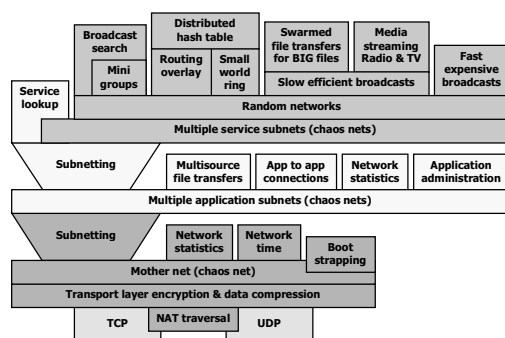 Broadcast
search
Mini
groups
Distributed
hash table
Routing
overlay
Small
world
ring
Swarmed
file transfers
for BIG files
Media
streaming
Radio & TV
Slow efficient broadcasts
Fast
expensive
broadcasts
Service
lookup
Random networks
Multiple service subnets (chaos nets)
Subnetting
Multisource
file transfers
App to app
connections
Network
statistics
Application
administration
Multiple application subnets (chaos nets)
Subnetting
Network
statistics
Network
time
Boot
strapping
Mother net (chaos net)
Transport layer encryption & data compression
TCP
NAT traversal
UDP